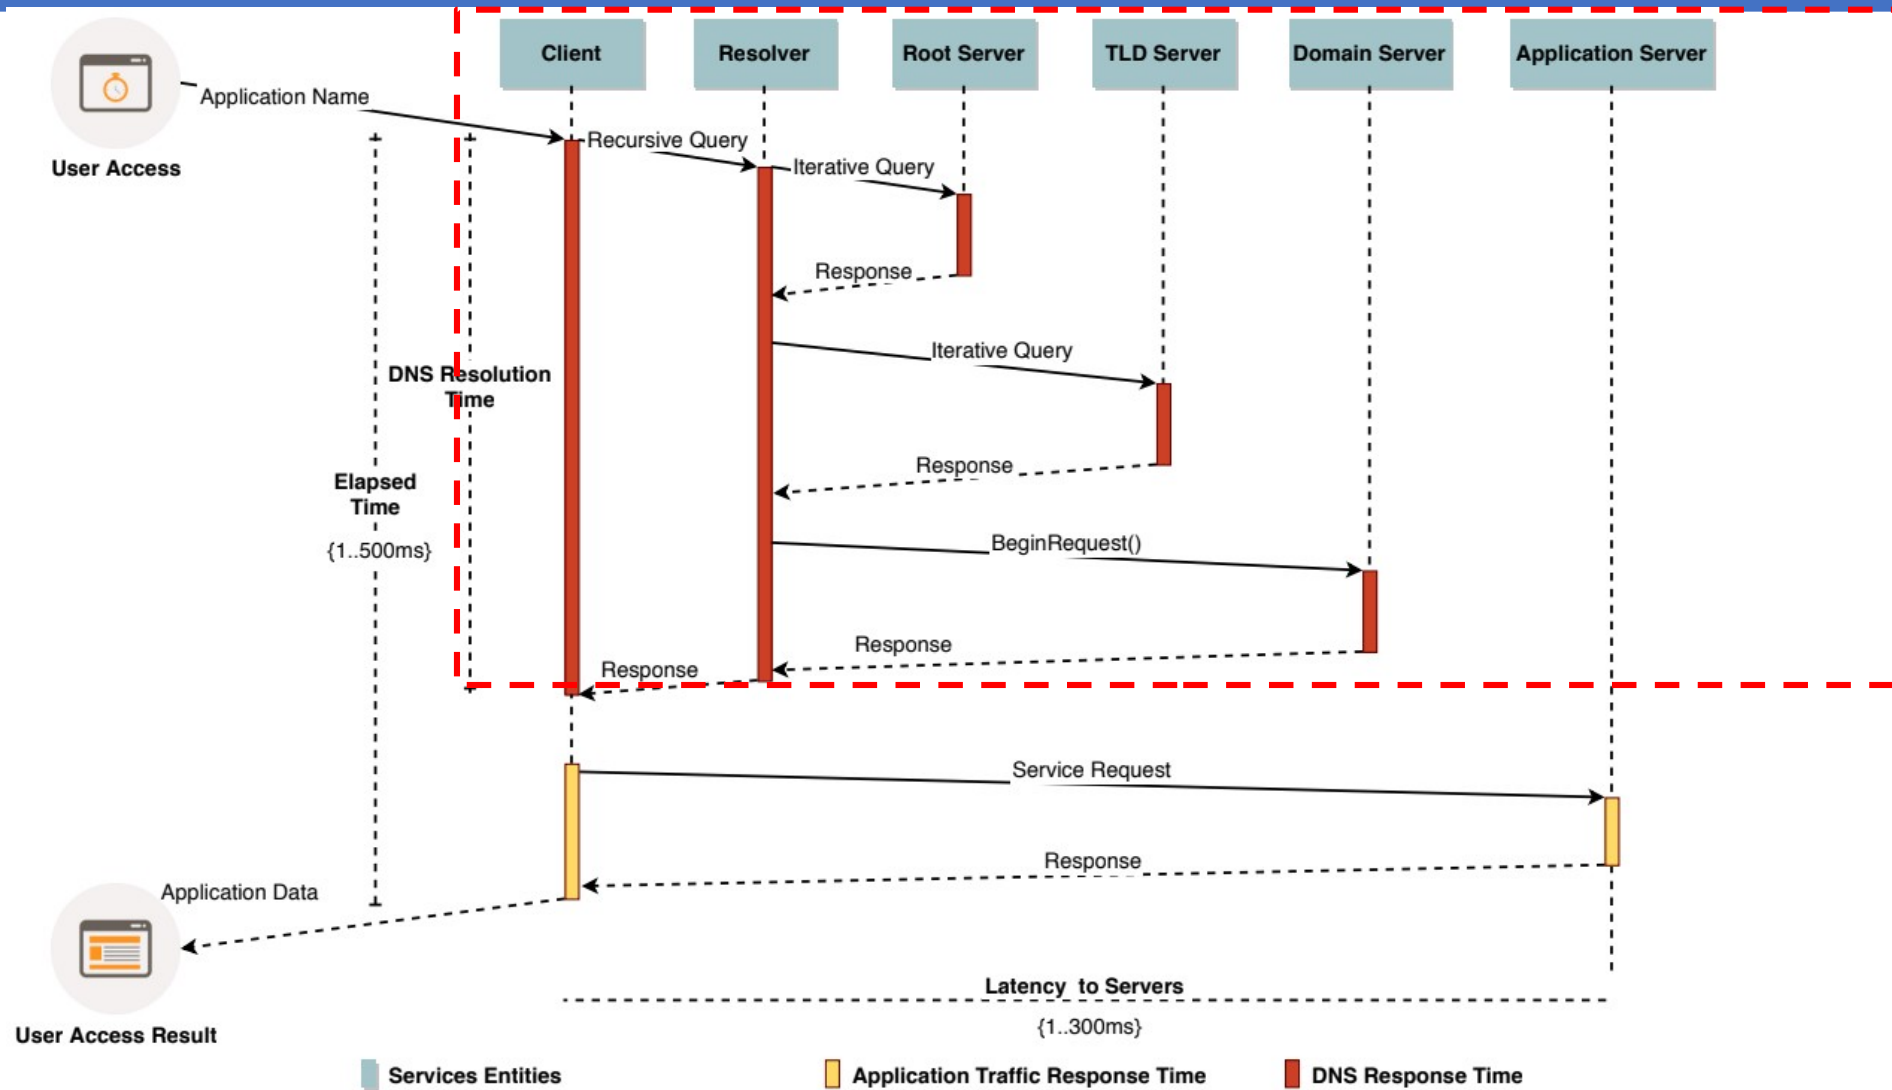 Client
Resolver
Root Server
TLD Server
Domain Server
Application Server
Application Name
User Access
Recursive Query
Iterative Query
Response
Iterative Query
DNS Resolution
Time
Response
Elapsed
Time
{1..500ms}
BeginRequest()
Response
Response
Service Request
Response
Application Data
User Access Result
Latency to Servers
{1..300ms}
Services Entities
Application Traffic Response Time
DNS Response Time